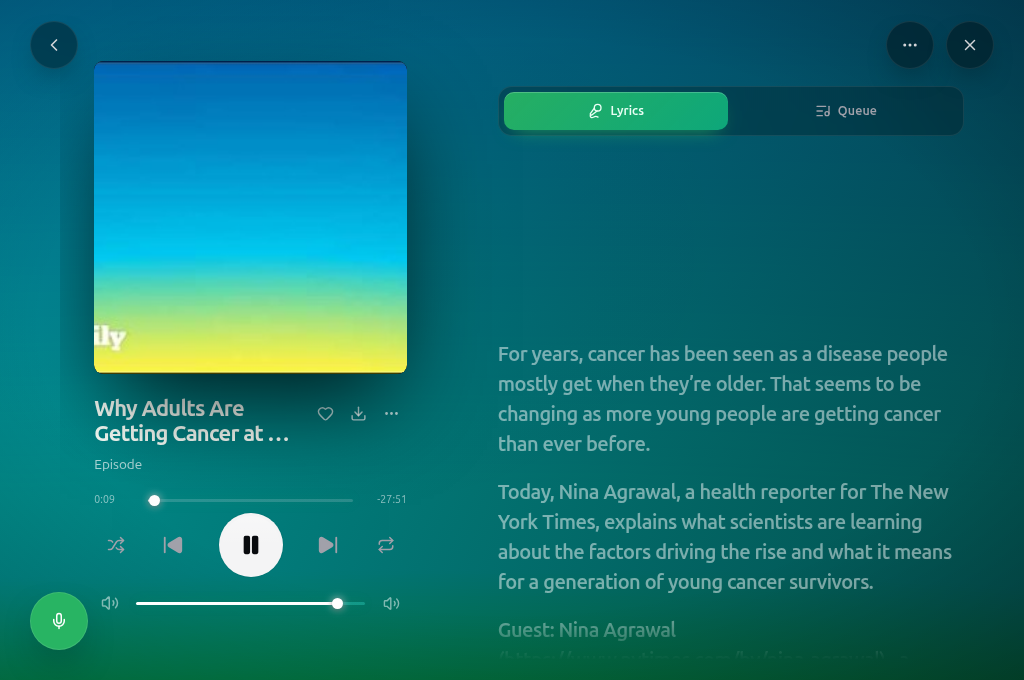 Lyrics
Queue
ily
Why Adults Are
Getting Cancer at …
Episode
0:09
-27:51
For years, cancer has been seen as a disease people
mostly get when they’re older. That seems to be
changing as more young people are getting cancer
than ever before.
Today, Nina Agrawal, a health reporter for The New
York Times, explains what scientists are learning
about the factors driving the rise and what it means
for a generation of young cancer survivors.
Guest: Nina Agrawal